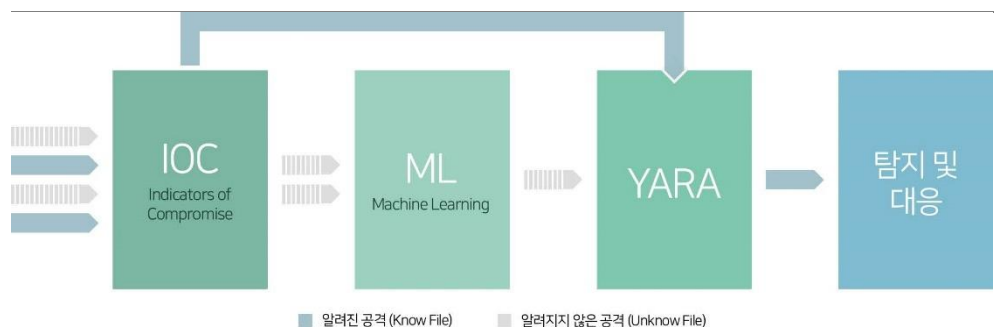 IOC
Indicators of
Compromise
ML
Machine Learning
YARA
탐지 및
대응
알려진 공격 (Know File)
알려지지 않은 공격 (Unknow File)